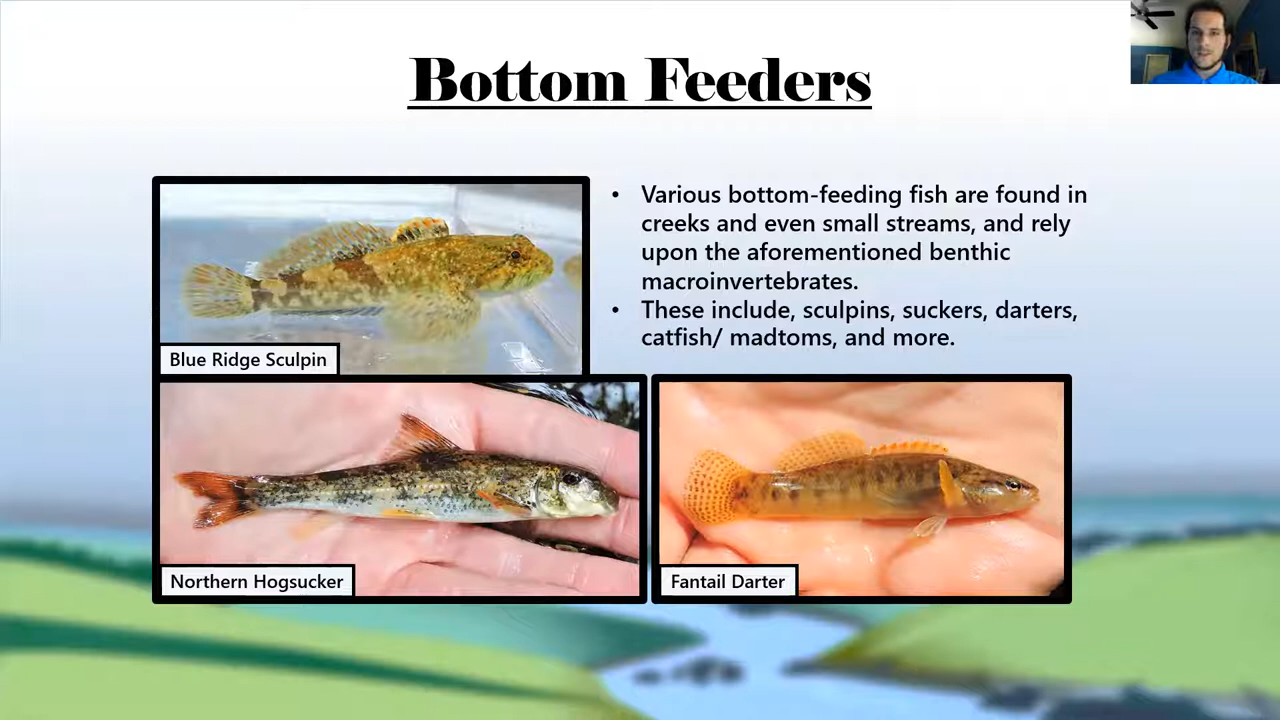 Bottom Feeders
• Various bottom-feeding fish are found in
creeks and even small streams, and rely
upon the aforementioned benthic
macroinvertebrates.
• These include, sculpins, suckers, darters,
catfish/ madtoms, and more.
Blue Ridge Sculpin
Northern Hogsucker
Fantail Darter